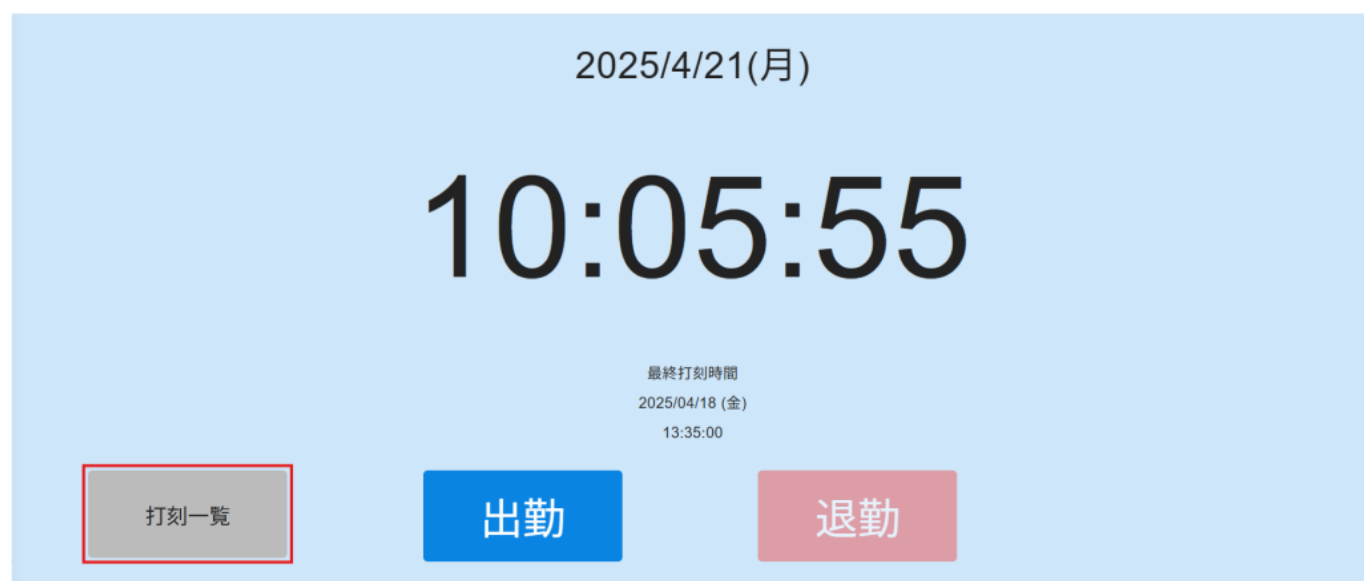 2025/4/21(月)
10:05:55
最終打刻時間
2025/04/18 (金)
13:35:00
打刻一覧
出勤
退勤